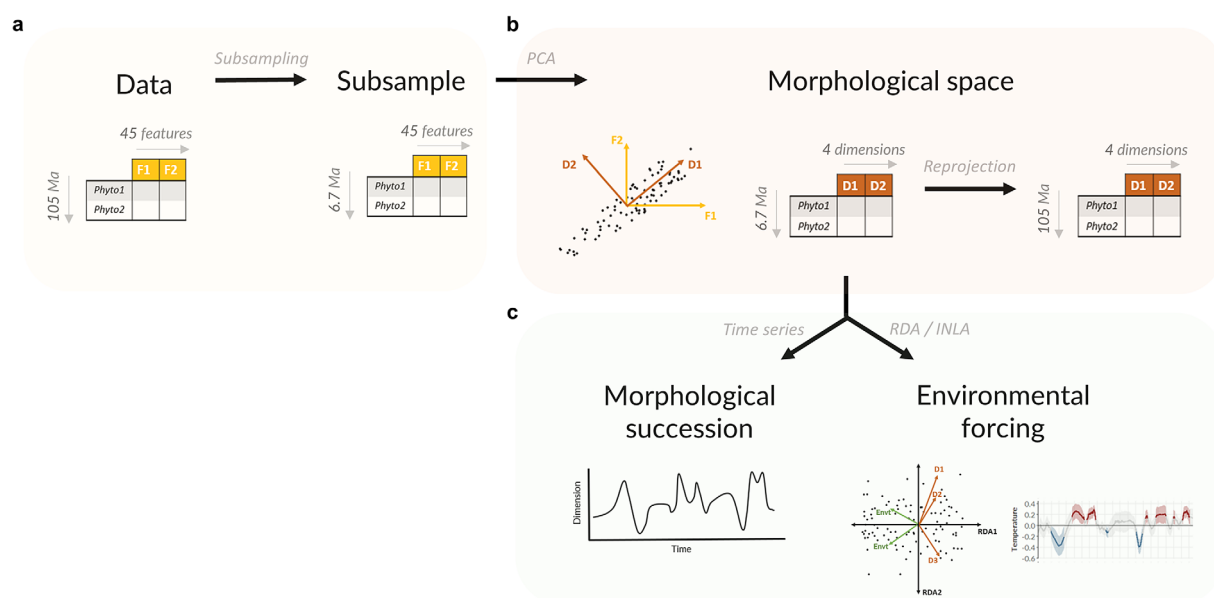 a
Data
Subsampling
Subsample
45 features
F1 F2
105 Ma
Phyto1
Phyto2
45 features
F1 F2
6.7 Ma
Phyto1
Phyto2
b
PCA
Morphological space
F2
D2
D1
F1
4 dimensions
D1 D2
6.7 Ma
Phyto1
Phyto2
Reprojection
4 dimensions
D1 D2
105 Ma
Phyto1
Phyto2
c
Time series
RDA / INLA
Morphological
succession
Dimension
Time
Environmental
forcing
D1
D2
Envt
RDA1
Envt
D3
RDA2
Temperature
0.4
0.2
0.0
-0.2
-0.4
-0.6